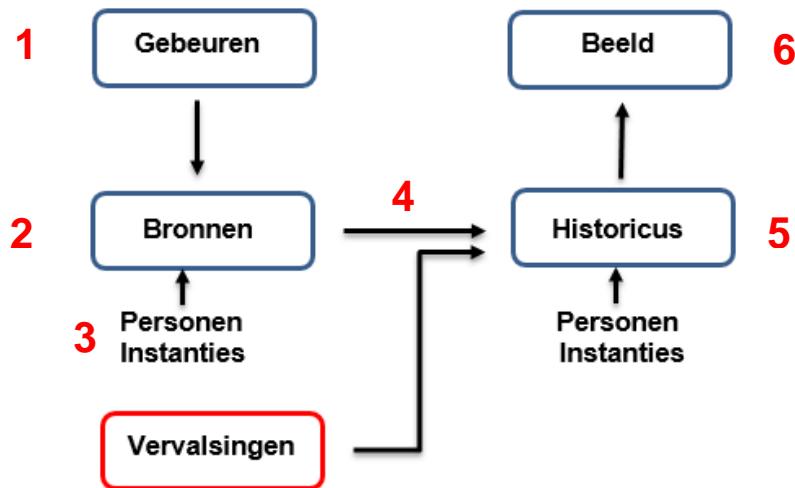 1
Gebeuren
Beeld
6
2
Bronnen
4
Historicus
5
3
Personen
Instanties
Personen
Instanties
Vervalsingen